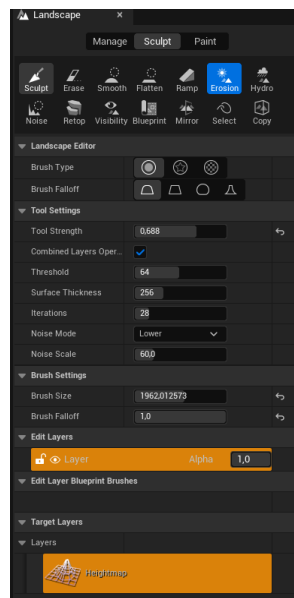 Landscape ×
Manage Sculpt Paint
Sculpt Erase Smooth Flatten Ramp Erosion Hydro
Noise Retop Visibility Blueprint Mirror Select Copy
Landscape Editor
Brush Type
Brush Falloff
Tool Settings
Tool Strength 0,688
Combined Layers Oper...
Threshold 64
Surface Thickness 256
Iterations 28
Noise Mode Lower
Noise Scale 60,0
Brush Settings
Brush Size 1962,012573
Brush Falloff 1,0
Edit Layers
Layer Alpha 1,0
Edit Layer Blueprint Brushes
Target Layers
Layers
Heightmap